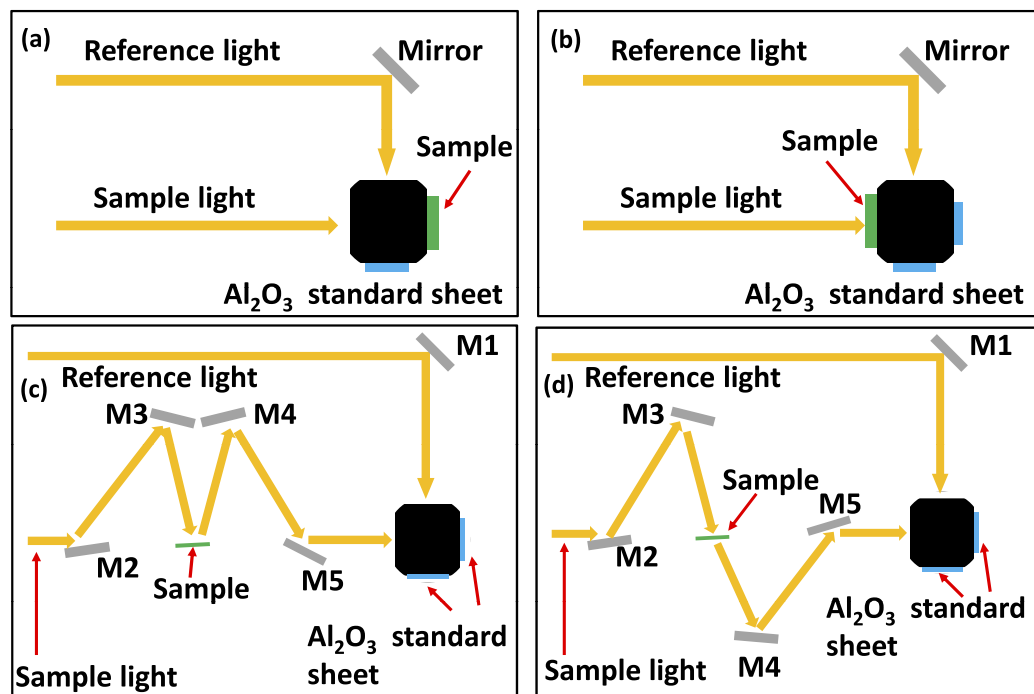 (a)
Reference light
Mirror
Sample
Sample light
Al₂O₃ standard sheet
(b)
Reference light
Mirror
Sample
Sample light
Al₂O₃ standard sheet
M1
Reference light
(c)
M3
M4
M2
Sample
M5
Al₂O₃ standard
sheet
Sample light
M1
Reference light
(d)
M3
Sample
M5
M2
Al₂O₃ standard
sheet
M4
Sample light